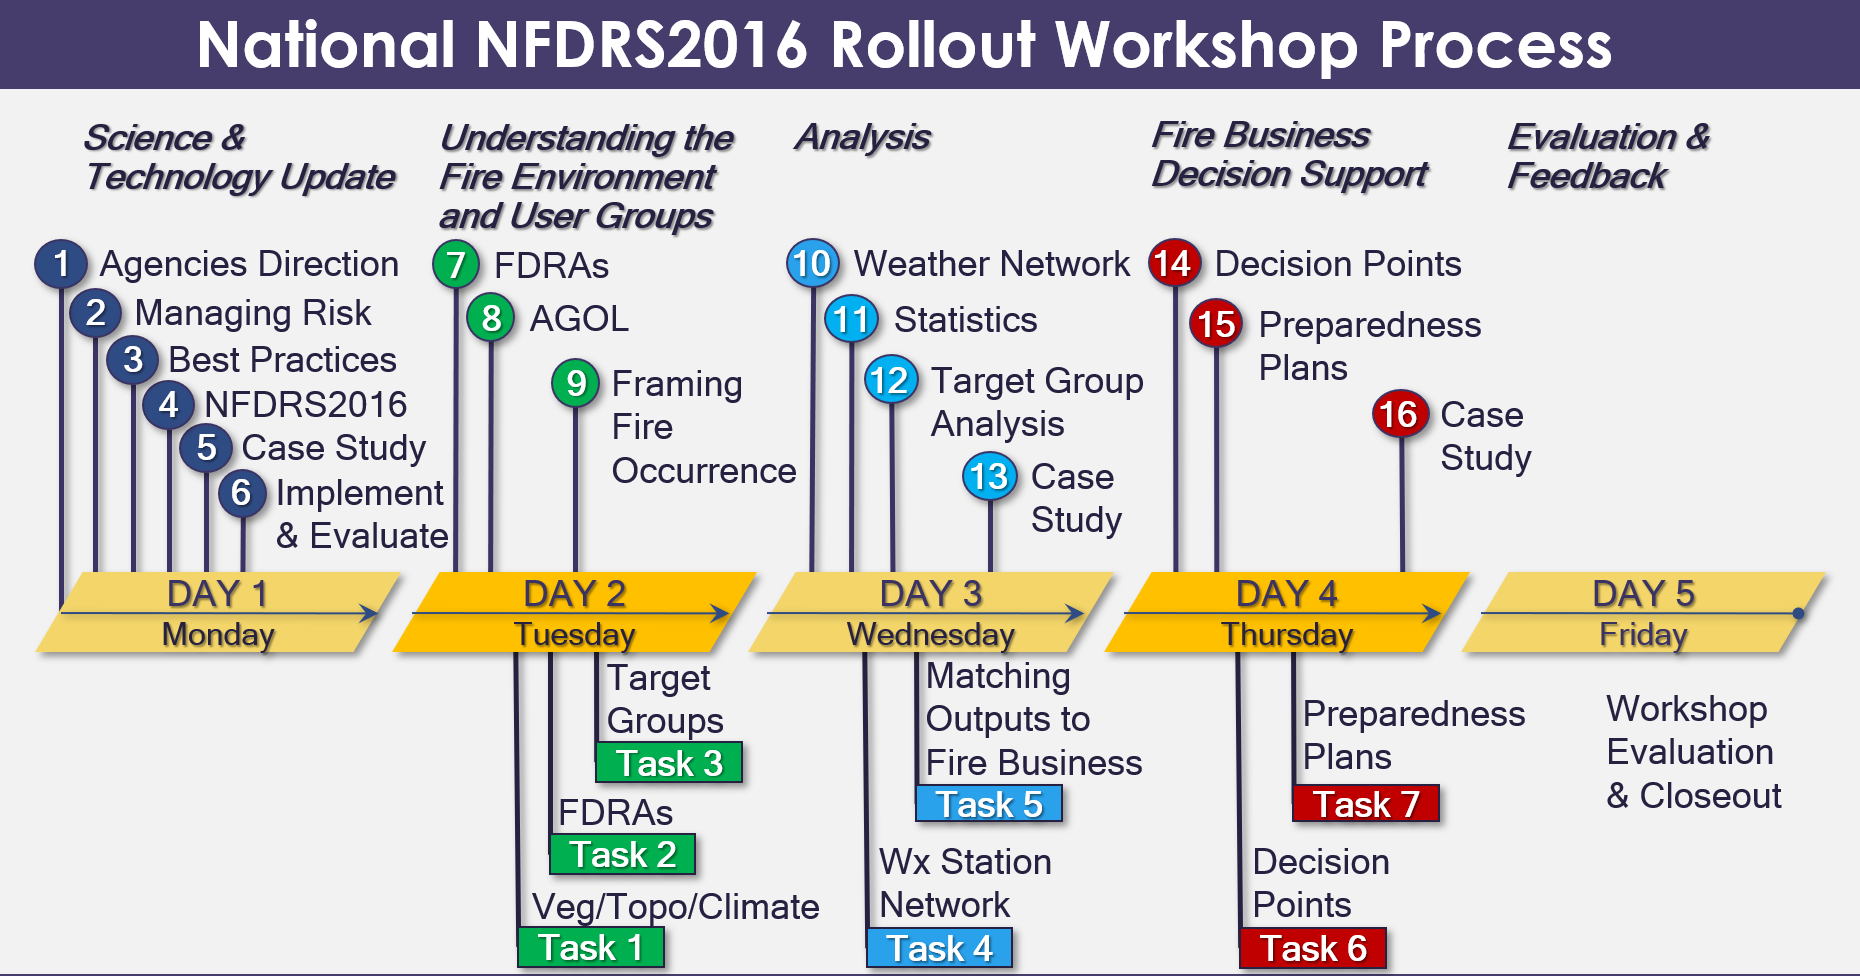 National NFDRS2016 Rollout Workshop Process
Science &
Technology Update
1 Agencies Direction
2 Managing Risk
3 Best Practices
4 NFDRS2016
5 Case Study
6 Implement
& Evaluate
DAY 1
Monday
Understanding the
Fire Environment
and User Groups
7 FDRAs
8 AGOL
9 Framing
Fire
Occurrence
DAY 2
Tuesday
Target
Groups
Task 3
FDRAs
Task 2
Veg/Topo/Climate
Task 1
Analysis
10 Weather Network
11 Statistics
12 Target Group
Analysis
13 Case
Study
DAY 3
Wednesday
Matching
Outputs to
Fire Business
Task 5
Wx Station
Network
Task 4
Fire Business
Decision Support
14 Decision Points
15 Preparedness
Plans
16 Case
Study
DAY 4
Thursday
Preparedness
Plans
Task 7
Decision
Points
Task 6
Evaluation &
Feedback
DAY 5
Friday
Workshop
Evaluation
& Closeout